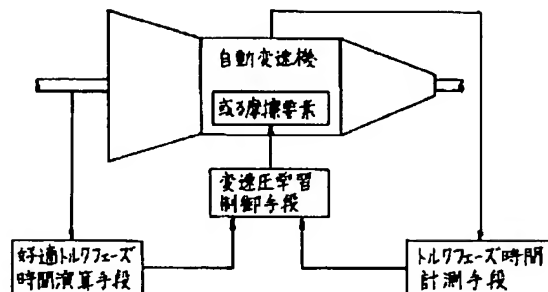 自動変速機
或る摩擦要素
変速圧学習
制御手段
好適トルクフェーズ
時間演算手段
トルクフェーズ時間
計測手段